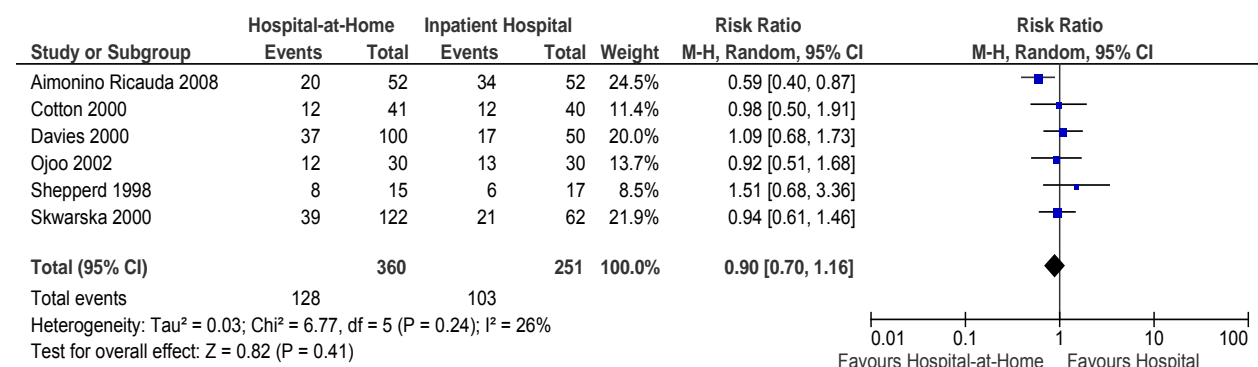 Hospital-at-Home Inpatient Hospital Risk Ratio Risk Ratio
Study or Subgroup Events Total Events Total Weight M-H, Random, 95% CI M-H, Random, 95% CI
Aimonino Ricauda 2008 20 52 34 52 24.5% 0.59 [0.40, 0.87]
Cotton 2000 12 41 12 40 11.4% 0.98 [0.50, 1.91]
Davies 2000 37 100 17 50 20.0% 1.09 [0.68, 1.73]
Ojoo 2002 12 30 13 30 13.7% 0.92 [0.51, 1.68]
Shepperd 1998 8 15 6 17 8.5% 1.51 [0.68, 3.36]
Skwarska 2000 39 122 21 62 21.9% 0.94 [0.61, 1.46]
Total (95% CI) 360 251 100.0% 0.90 [0.70, 1.16]
Total events 128 103
Heterogeneity: Tau² = 0.03; Chi² = 6.77, df = 5 (P = 0.24); I² = 26%
Test for overall effect: Z = 0.82 (P = 0.41)
0.01 0.1 1 10 100
Favours Hospital-at-Home Favours Hospital